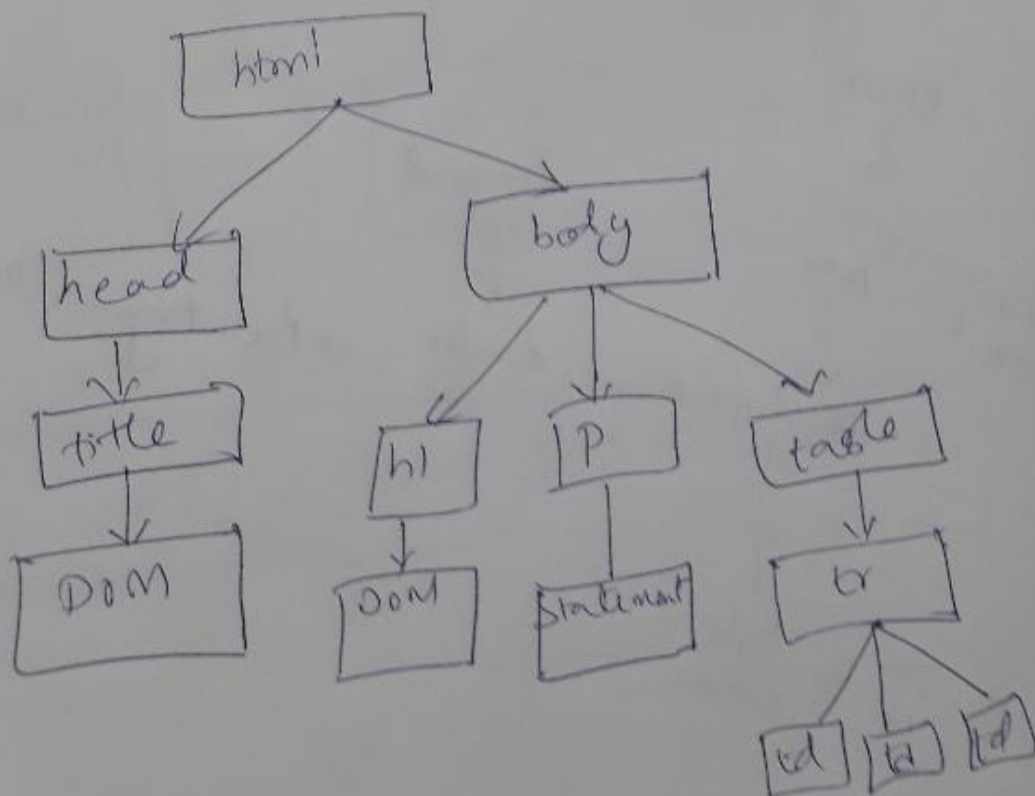 html
head
body
title
h1
P
table
DOM
DOM
Statement
tr
td
td
td